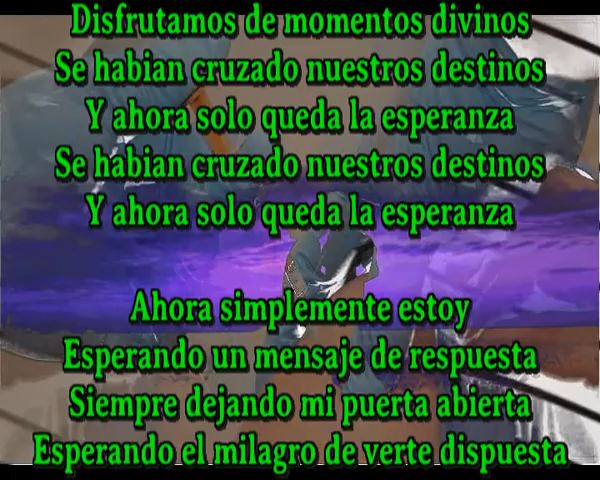 Disfrutamos de momentos divinos
Se habian cruzado nuestros destinos
Y ahora solo queda la esperanza
Se habian cruzado nuestros destinos
Y ahora solo queda la esperanza
Ahora simplemente estoy
Esperando un mensaje de respuesta
Siempre dejando mi puerta abierta
Esperando el milagro de verte dispuesta